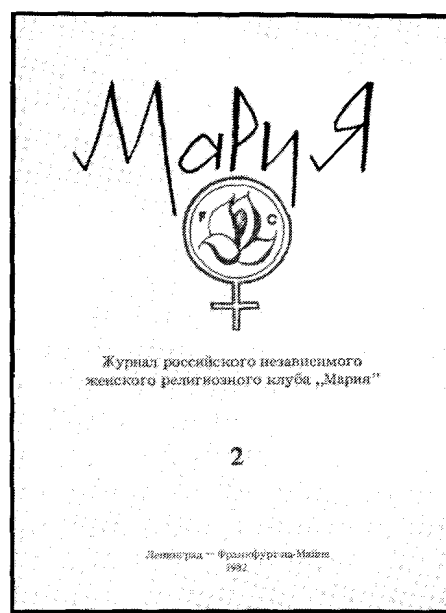 Мария
F C
Журнал российского независимого
женского религиозного клуба „Мария”
2
Ленинград — Франкфурт-на-Майне
1982